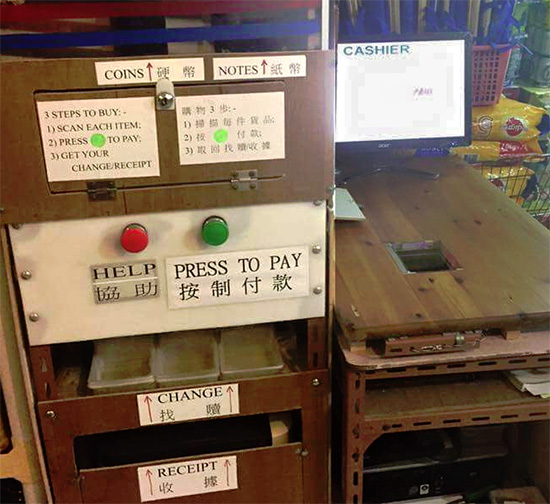 CASHIER
COINS ↑ 硬幣
NOTES ↑ 紙幣
3 STEPS TO BUY:-
1) SCAN EACH ITEM;
2) PRESS TO PAY;
3) GET YOUR
CHANGE/RECEIPT
購物 3 步:-
1) 掃描每件貨品;
2) 按 付款;
3) 取回找贖/收據
HELP
協助
PRESS TO PAY
按制付款
↑ CHANGE ↑
找贖
↑ RECEIPT ↑
收據
acer
Pedigree